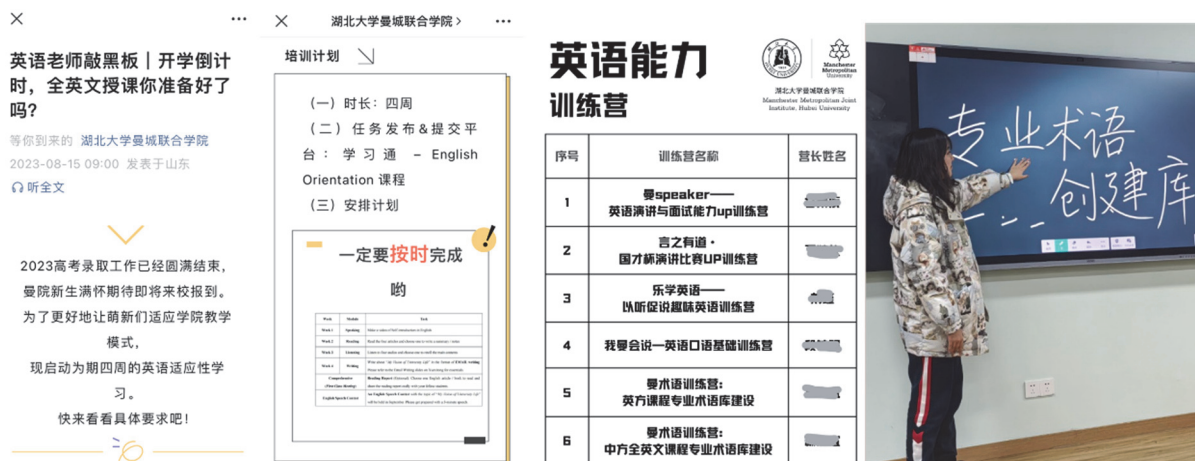 英语老师敲黑板｜开学倒计
时，全英文授课你准备好了
吗？
等你到来的 湖北大学曼城联合学院
2023-08-15 09:00 发表于山东
听全文
2023高考录取工作已经圆满结束，
曼院新生满怀期待即将来校报到。
为了更好地让萌新们适应学院教学
模式，
现启动为期四周的英语适应性学
习。
快来看看具体要求吧！
湖北大学曼城联合学院
培训计划
（一）时长：四周
（二）任务发布&提交平
台：学习通 – English
Orientation 课程
（三）安排计划
一定要按时完成
哟
Week Module Task
Week 1 Speaking
Week 2 Reading
Week 3 Listening
Week 4 Writing
English Speech Corner
英语能力
训练营
Manchester
Metropolitan
University
湖北大学曼城联合学院
Manchester Metropolitan Joint
Institute, Hubei University
序号 训练营名称 营长姓名
1 曼speaker——
英语演讲与面试能力up训练营
2 言之有道·
国才杯演讲比赛UP训练营
3 乐学英语——
以听促说趣味英语训练营
4 我曼会说—英语口语基础训练营
5 曼术语训练营：
英方课程专业术语库建设
6 曼术语训练营：
中方全英文课程专业术语库建设
专业术语
创建库